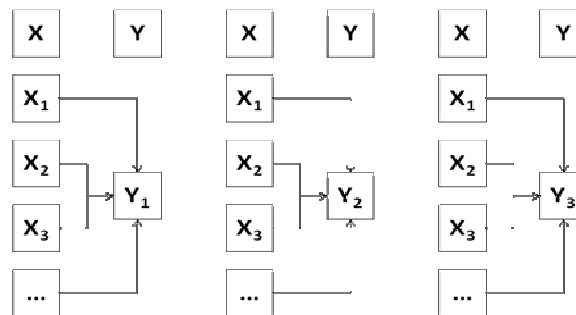 X Y X Y X Y
X₁ X₁ X₁
X₂ X₂ X₂
Y₁ Y₂ Y₃
X₃ X₃ X₃
... ... ...